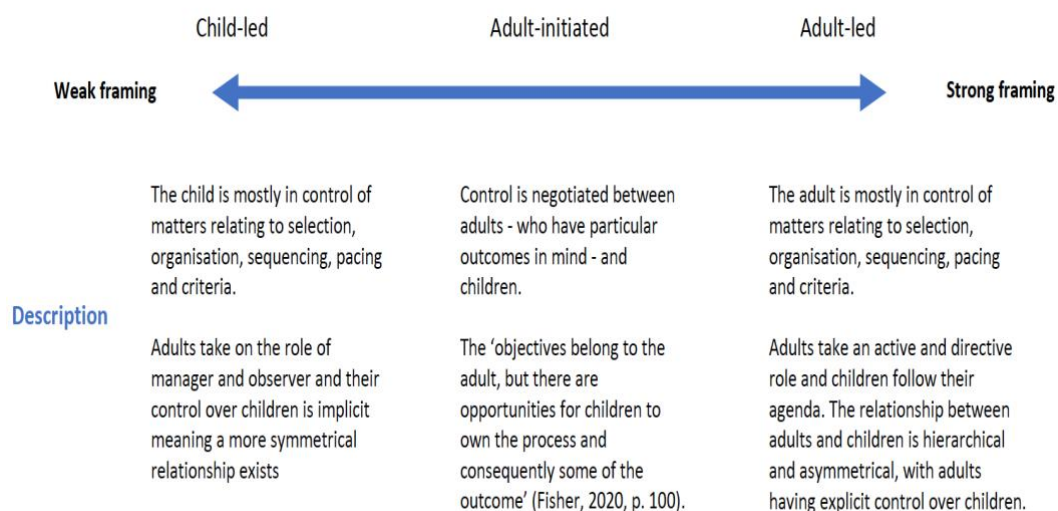 Child-led
Adult-initiated
Adult-led
Weak framing
Strong framing
Description
The child is mostly in control of
matters relating to selection,
organisation, sequencing, pacing
and criteria.
Adults take on the role of
manager and observer and their
control over children is implicit
meaning a more symmetrical
relationship exists
Control is negotiated between
adults - who have particular
outcomes in mind - and
children.
The ‘objectives belong to the
adult, but there are
opportunities for children to
own the process and
consequently some of the
outcome’ (Fisher, 2020, p. 100).
The adult is mostly in control of
matters relating to selection,
organisation, sequencing, pacing
and criteria.
Adults take an active and directive
role and children follow their
agenda. The relationship between
adults and children is hierarchical
and asymmetrical, with adults
having explicit control over children.